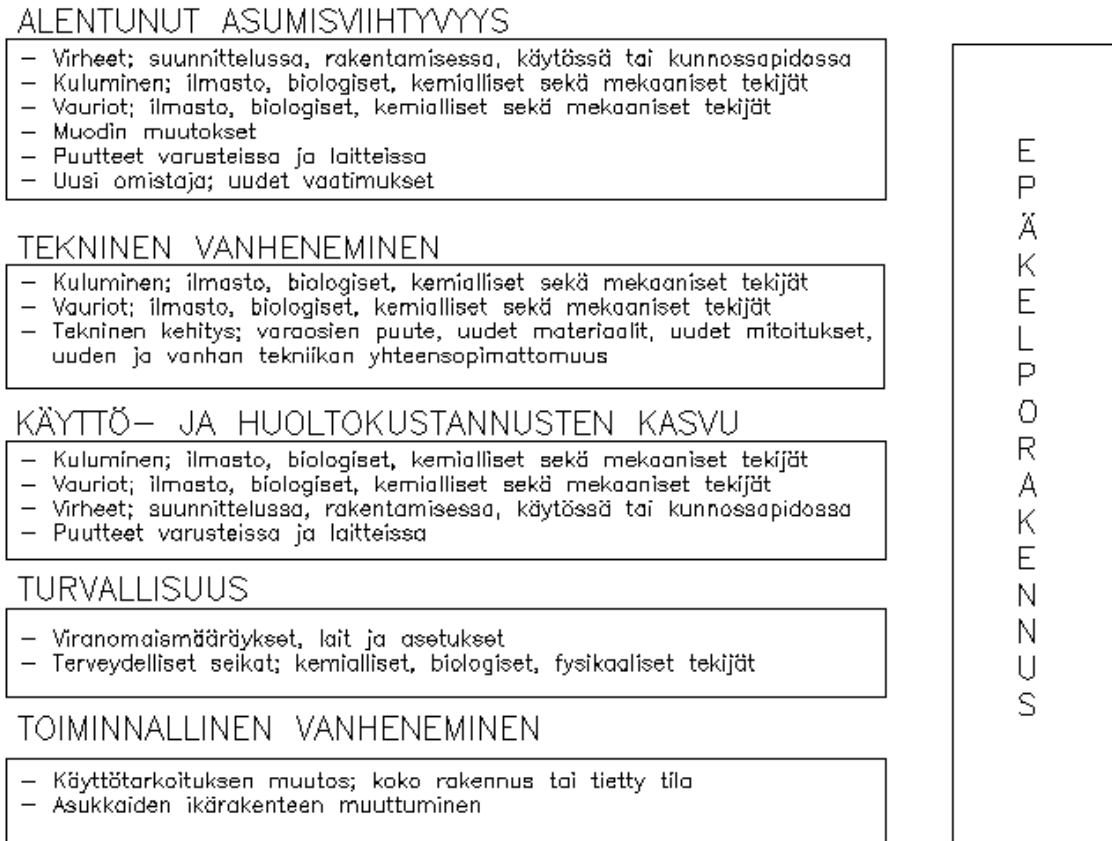 ALENTUNUT ASUMISVIIHTYVYYS
– Virheet; suunnittelussa, rakentamisessa, käytössä tai kunnossapidossa
– Kuluminen; ilmasto, biologiset, kemialliset sekä mekaaniset tekijät
– Vauriot; ilmasto, biologiset, kemialliset sekä mekaaniset tekijät
– Muodin muutokset
– Puutteet varusteissa ja laitteissa
– Uusi omistaja; uudet vaatimukset
TEKNINEN VANHENEMINEN
– Kuluminen; ilmasto, biologiset, kemialliset sekä mekaaniset tekijät
– Vauriot; ilmasto, biologiset, kemialliset sekä mekaaniset tekijät
– Tekninen kehitys; varaosien puute, uudet materiaalit, uudet mitoitukset,
uuden ja vanhan tekniikan yhteensopimattomuus
KÄYTTÖ– JA HUOLTOKUSTANNUSTEN KASVU
– Kuluminen; ilmasto, biologiset, kemialliset sekä mekaaniset tekijät
– Vauriot; ilmasto, biologiset, kemialliset sekä mekaaniset tekijät
– Virheet; suunnittelussa, rakentamisessa, käytössä tai kunnossapidossa
– Puutteet varusteissa ja laitteissa
TURVALLISUUS
– Viranomaismääräykset, lait ja asetukset
– Terveydelliset seikat; kemialliset, biologiset, fysikaaliset tekijät
TOIMINNALLINEN VANHENEMINEN
– Käyttötarkoituksen muutos; koko rakennus tai tietty tila
– Asukkaiden ikärakenteen muuttuminen
EPÄKELPORAKENNUS